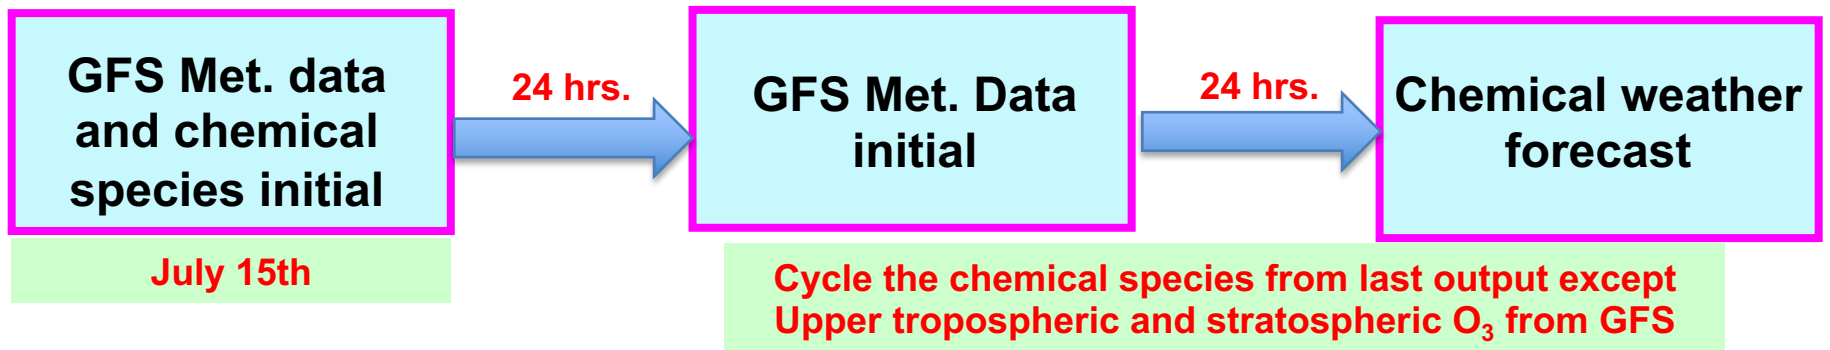 GFS Met. data
and chemical
species initial
July 15th
24 hrs.
GFS Met. Data
initial
24 hrs.
Chemical weather
forecast
Cycle the chemical species from last output except
Upper tropospheric and stratospheric O₃ from GFS